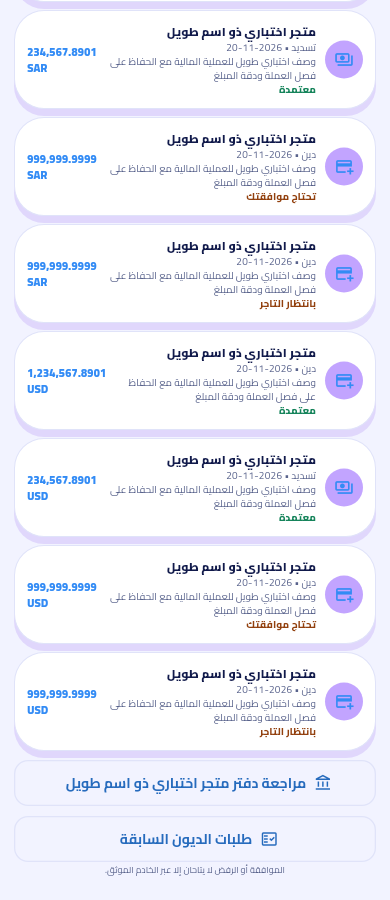 متجر اختباري ذو اسم طويل
تسديد • 2026-11-20
وصف اختباري طويل للعملية المالية مع الحفاظ على
فصل العملة ودقة المبلغ
معتمدة
234,567.8901
SAR
متجر اختباري ذو اسم طويل
دين • 2026-11-20
وصف اختباري طويل للعملية المالية مع الحفاظ على
فصل العملة ودقة المبلغ
تحتاج موافقتك
999,999.9999
SAR
متجر اختباري ذو اسم طويل
دين • 2026-11-20
وصف اختباري طويل للعملية المالية مع الحفاظ على
فصل العملة ودقة المبلغ
بانتظار التاجر
999,999.9999
SAR
متجر اختباري ذو اسم طويل
دين • 2026-11-20
وصف اختباري طويل للعملية المالية مع الحفاظ
على فصل العملة ودقة المبلغ
معتمدة
1,234,567.8901
USD
متجر اختباري ذو اسم طويل
تسديد • 2026-11-20
وصف اختباري طويل للعملية المالية مع الحفاظ على
فصل العملة ودقة المبلغ
معتمدة
234,567.8901
USD
متجر اختباري ذو اسم طويل
دين • 2026-11-20
وصف اختباري طويل للعملية المالية مع الحفاظ على
فصل العملة ودقة المبلغ
تحتاج موافقتك
999,999.9999
USD
متجر اختباري ذو اسم طويل
دين • 2026-11-20
وصف اختباري طويل للعملية المالية مع الحفاظ على
فصل العملة ودقة المبلغ
بانتظار التاجر
999,999.9999
USD
مراجعة دفتر متجر اختباري ذو اسم طويل
طلبات الديون السابقة
الموافقة أو الرفض لا يتاحان إلا عبر الخادم الموثق.